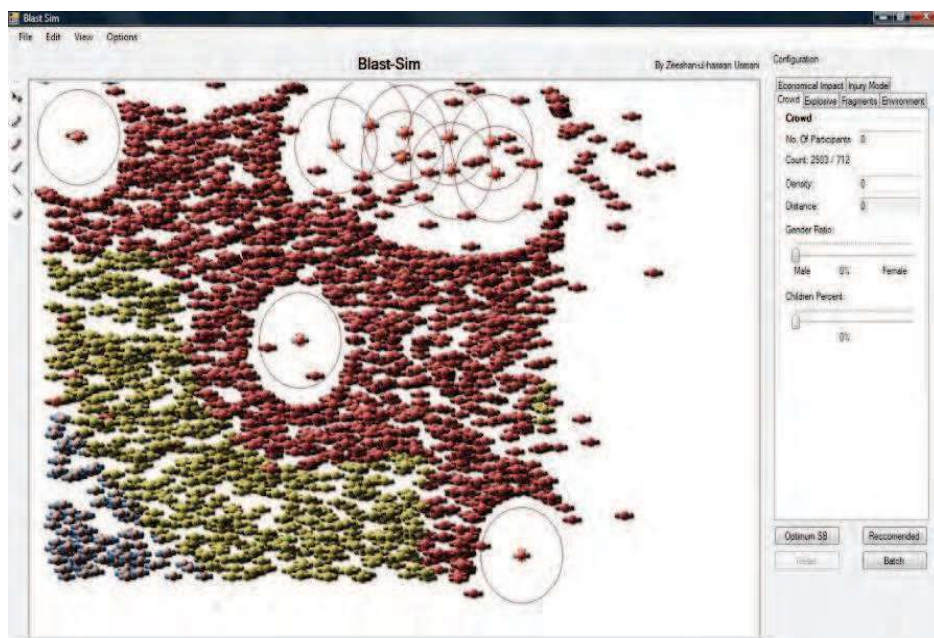 Blast Sim
File Edit View Options
Blast-Sim
By Zeeshan-ul-hassan Usmani
Configuration
Economical Impact Injury Model
Crowd Explosive Fragments Environment
Crowd
No. Of Participants 0
Count: 2503 / 712
Density: 0
Distance: 0
Gender Ratio:
Male 0% Female
Children Percent:
0%
Optimum SB Reccomended
Batch